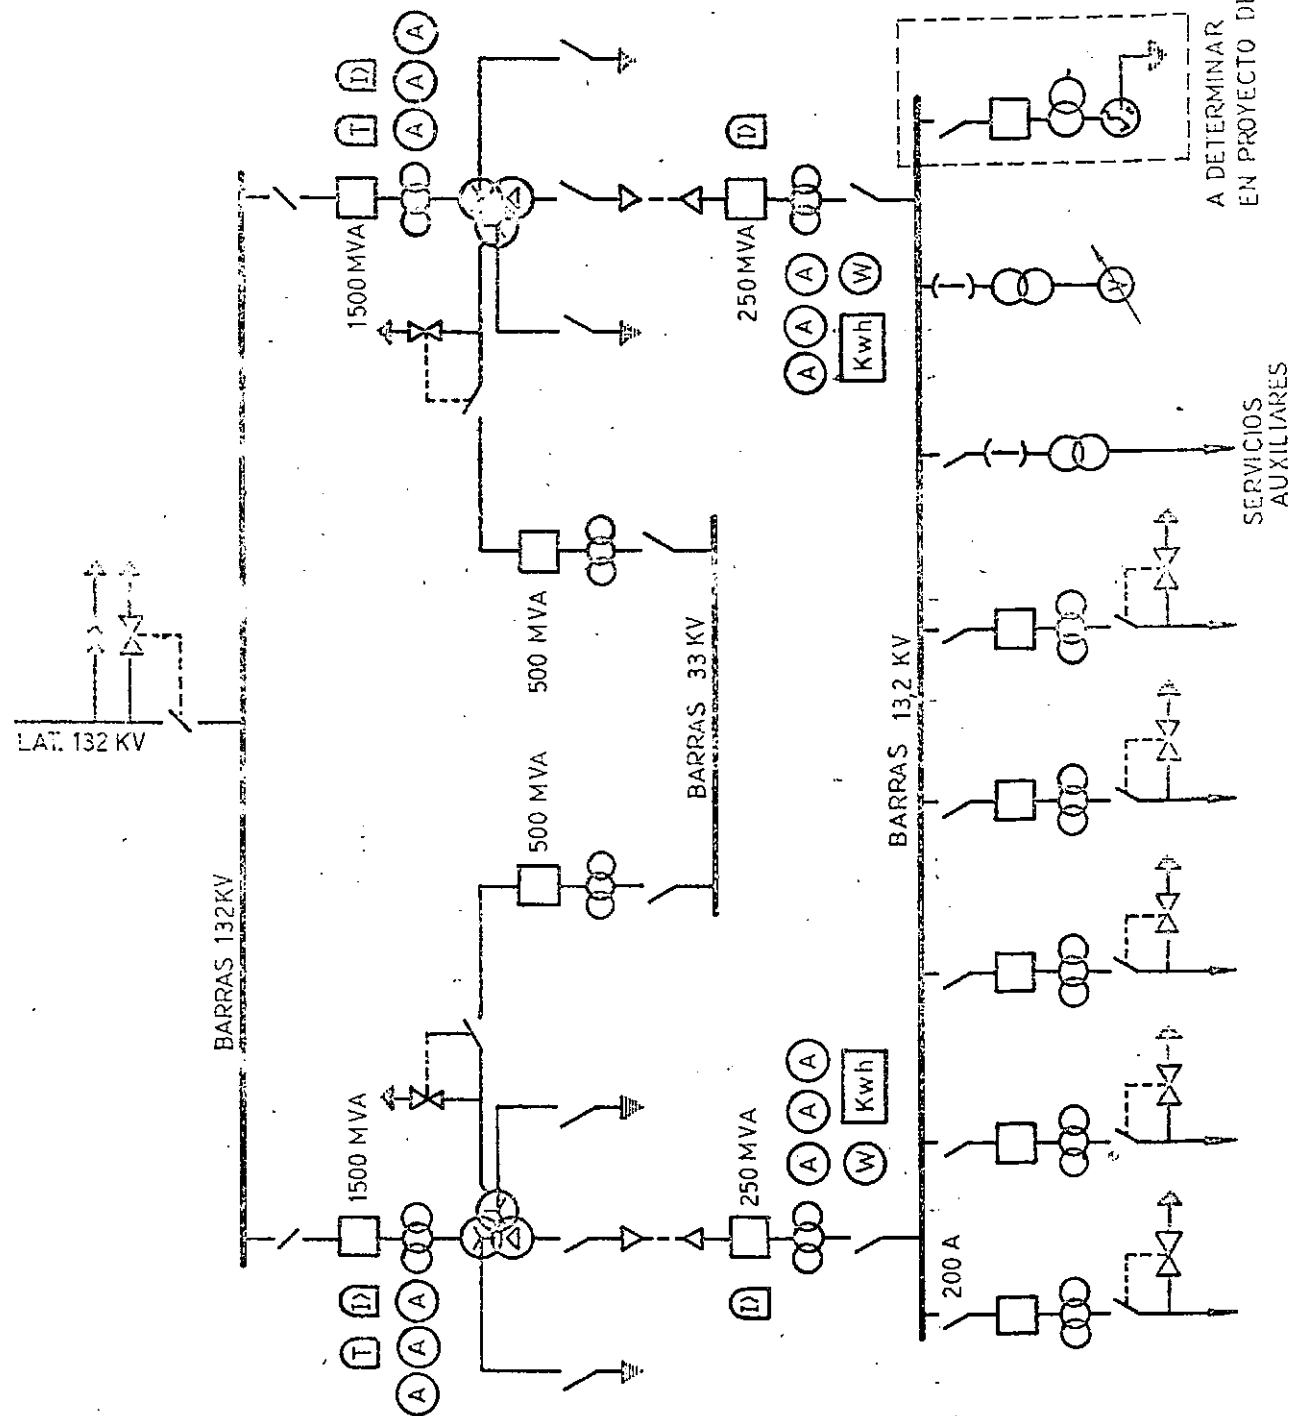 LAT. 132 KV
BARRAS 132KV
1500 MVA
1500 MVA
T
I>
A
A
A
T
I>
A
A
A
500 MVA
500 MVA
BARRAS 33 KV
250 MVA
250 MVA
I>
I>
A
A
A
W
Kwh
A
A
A
W
Kwh
BARRAS 13,2 KV
200 A
SERVICIOS
AUXILIARES
A DETERMINAR
EN PROYECTO